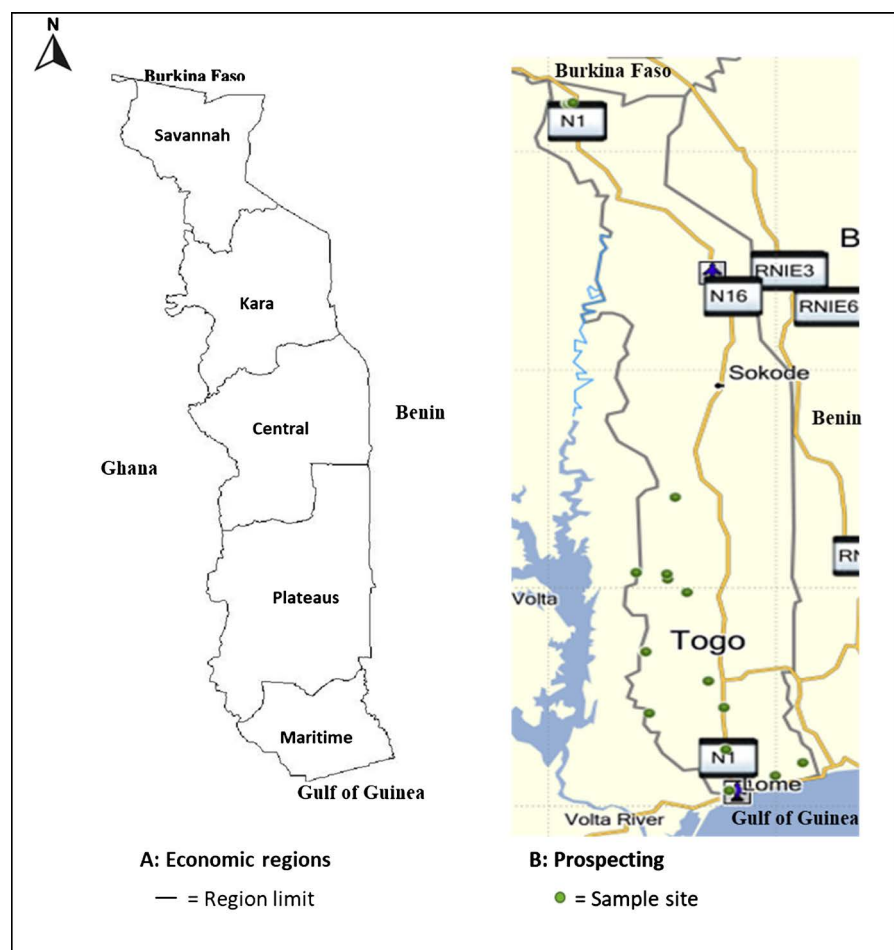 N
Burkina Faso
Savannah
Kara
Central
Benin
Ghana
Plateaus
Maritime
Gulf of Guinea
A: Economic regions
= Region limit
Burkina Faso
N1
B
RNIE3
N16
RNIE6
Sokode
Benin
RN
Volta
Togo
N1
Lome
Volta River
Gulf of Guinea
B: Prospecting
= Sample site